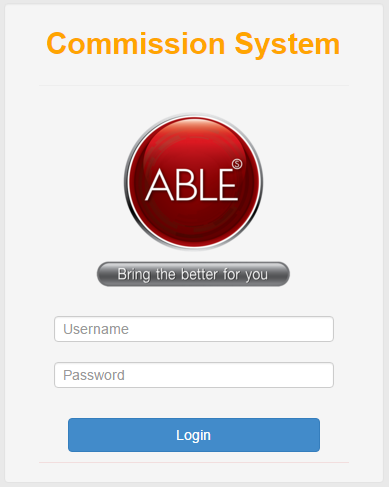 Commission System
ABLE Ⓢ
Bring the better for you
Username
Password
Login